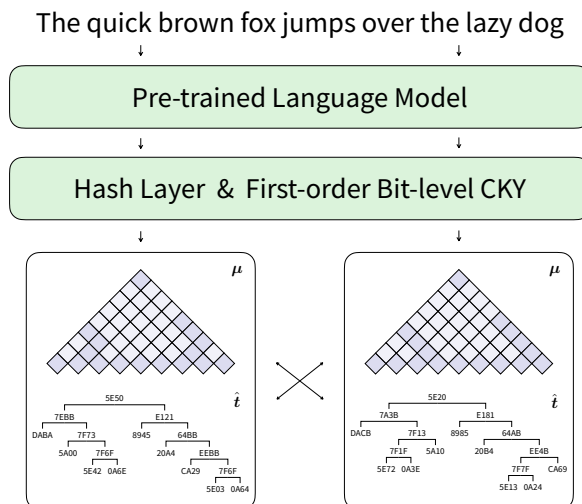 The quick brown fox jumps over the lazy dog
Pre-trained Language Model
Hash Layer & First-order Bit-level CKY
μ
μ
t̂
t̂
5E50
7EBB E121
DABA 7F73 8945 64BB
5A00 7F6F 20A4 EEBB
5E42 0A6E CA29 7F6F
5E03 0A64
5E20
7A3B E181
DACB 7F13 8985 64AB
7F1F 5A10 20B4 EE4B
5E72 0A3E 7F7F CA69
5E13 0A24